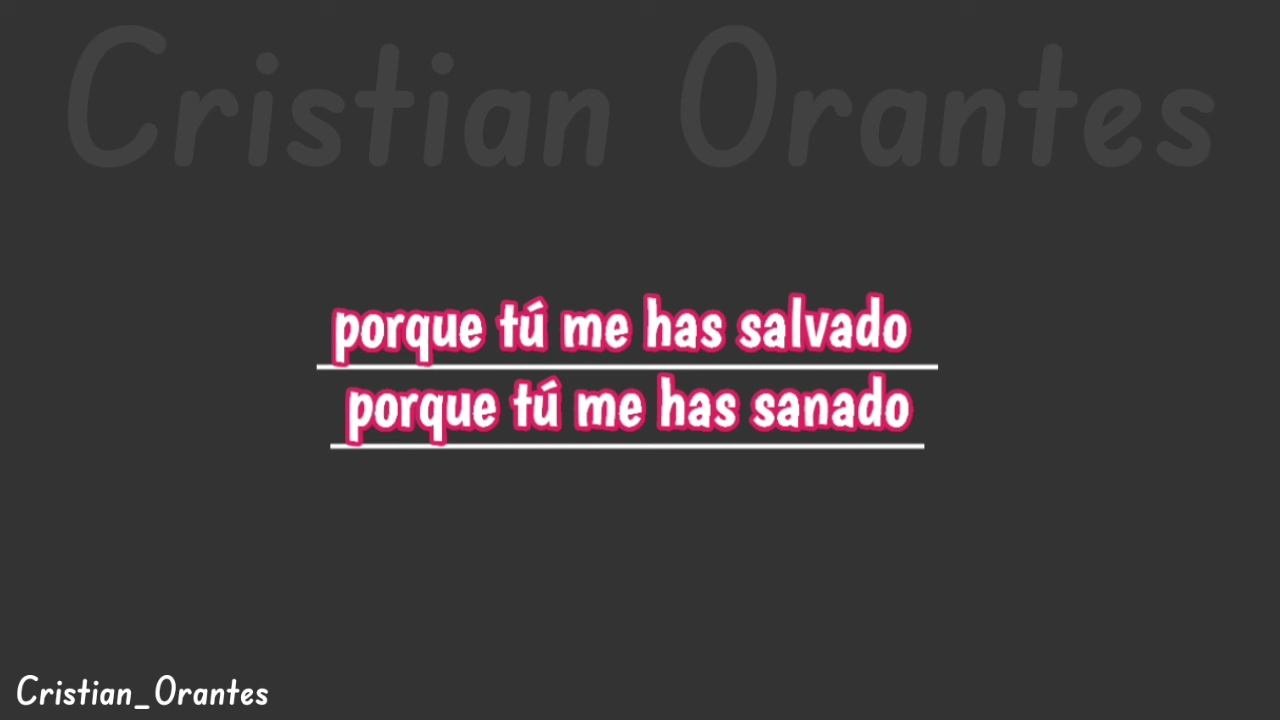 Cristian Orantes
porque tú me has salvado
porque tú me has sanado
Cristian_Orantes